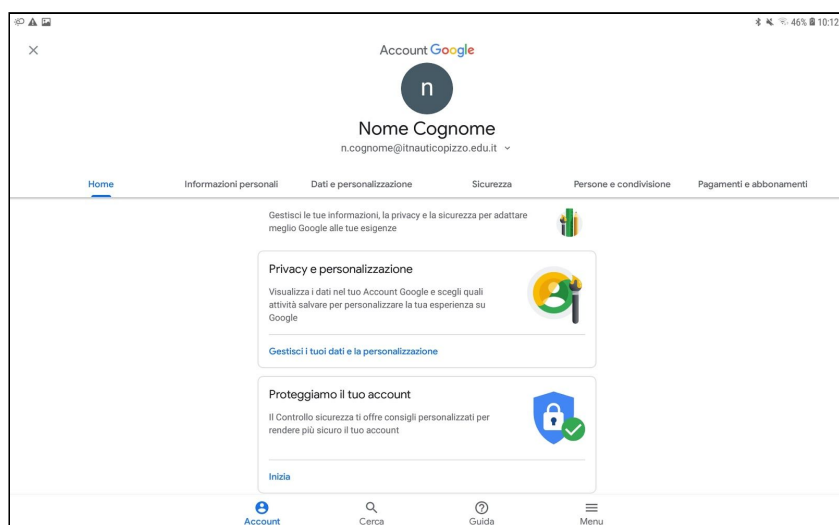 46% 10:12
Account Google
n
Nome Cognome
n.cognome@itnauticopizzo.edu.it
Home Informazioni personali Dati e personalizzazione Sicurezza Persone e condivisione Pagamenti e abbonamenti
Gestisci le tue informazioni, la privacy e la sicurezza per adattare
meglio Google alle tue esigenze
Privacy e personalizzazione
Visualizza i dati nel tuo Account Google e scegli quali
attività salvare per personalizzare la tua esperienza su
Google
Gestisci i tuoi dati e la personalizzazione
Proteggiamo il tuo account
Il Controllo sicurezza ti offre consigli personalizzati per
rendere più sicuro il tuo account
Inizia
Account Cerca Guida Menu